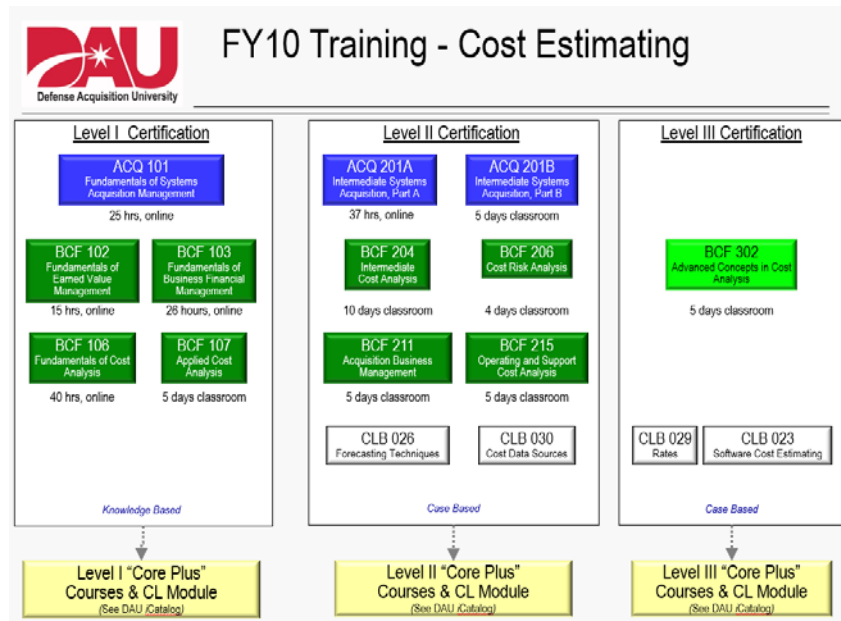 DAU
Defense Acquisition University
FY10 Training - Cost Estimating
Level I Certification
ACQ 101
Fundamentals of Systems
Acquisition Management
25 hrs, online
BCF 102
Fundamentals of
Earned Value
Management
15 hrs, online
BCF 103
Fundamentals of
Business Financial
Management
26 hours, online
BCF 106
Fundamentals of Cost
Analysis
40 hrs, online
BCF 107
Applied Cost
Analysis
5 days classroom
Knowledge Based
Level I "Core Plus"
Courses & CL Module
(See DAU iCatalog)
Level II Certification
ACQ 201A
Intermediate Systems
Acquisition, Part A
37 hrs, online
ACQ 201B
Intermediate Systems
Acquisition, Part B
5 days classroom
BCF 204
Intermediate
Cost Analysis
10 days classroom
BCF 206
Cost Risk Analysis
4 days classroom
BCF 211
Acquisition Business
Management
5 days classroom
BCF 215
Operating and Support
Cost Analysis
5 days classroom
CLB 026
Forecasting Techniques
CLB 030
Cost Data Sources
Case Based
Level II "Core Plus"
Courses & CL Module
(See DAU iCatalog)
Level III Certification
BCF 302
Advanced Concepts in Cost
Analysis
5 days classroom
CLB 029
Rates
CLB 023
Software Cost Estimating
Case Based
Level III "Core Plus"
Courses & CL Module
(See DAU iCatalog)